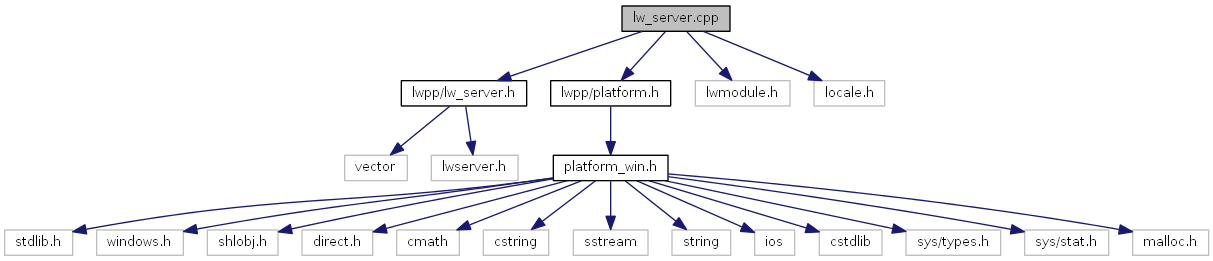 lw_server.cpp
lwpp/lw_server.h lwpp/platform.h lwmodule.h locale.h
vector lwserver.h platform_win.h
stdlib.h windows.h shlobj.h direct.h cmath cstring sstream string ios cstdlib sys/types.h sys/stat.h malloc.h